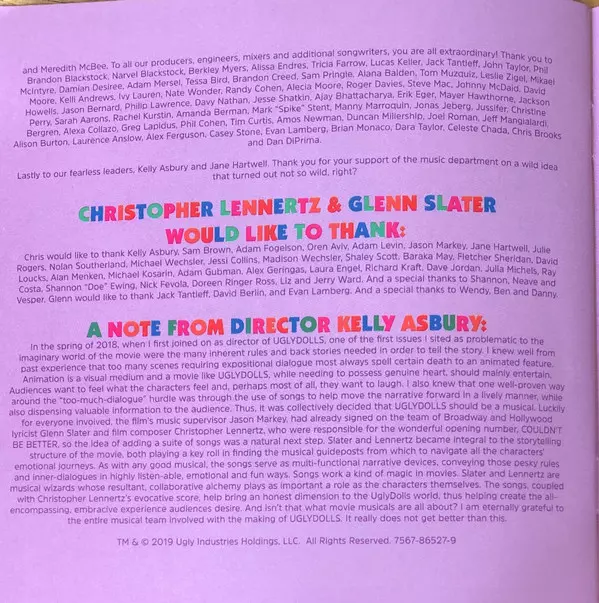 and Meredith McBee. To all our producers, engineers, mixers and additional songwriters, you are all extraordinary! Thank you to
Brandon Blackstock, Narvel Blackstock, Berkley Myers, Alissa Endres, Tricia Farrow, Lucas Keller, Jack Tantleff, John Taylor, Phil
McIntyre, Damian Desiree, Adam Mersel, Tessa Bird, Brandon Creed, Sam Pringle, Alana Balden, Tom Muzquiz, Leslie Zigel, Mikael
Moore, Kelli Andrews, Ivy Lauren, Nate Wonder, Randy Cohen, Alecia Moore, Roger Davies, Steve Mac, Johnny McDaid, David
Howells, Jason Bernard, Philip Lawrence, Davy Nathan, Jesse Shatkin, Ajay Bhattacharya, Erik Eger, Mayer Hawthorne, Jackson
Perry, Sarah Aarons, Rachel Kurstin, Amanda Berman, Mark "Spike" Stent, Manny Marroquin, Jonas Jeberg, Jussifer, Christine
Bergren, Alexa Collazo, Greg Lapidus, Phil Cohen, Tim Curtis, Amos Newman, Duncan Millership, Joel Roman, Jeff Mangialardi,
Alison Burton, Laurence Anslow, Alex Ferguson, Casey Stone, Evan Lamberg, Brian Monaco, Dara Taylor, Celeste Chada, Chris Brooks
and Dan DiPrima.
Lastly to our fearless leaders, Kelly Asbury and Jane Hartwell. Thank you for your support of the music department on a wild idea
that turned out not so wild, right?
CHRISTOPHER LENNERTZ & GLENN SLATER
WOULD LIKE TO THANK:
Chris would like to thank Kelly Asbury, Sam Brown, Adam Fogelson, Oren Aviv, Adam Levin, Jason Markey, Jane Hartwell, Julie
Rogers, Nolan Southerland, Michael Wechsler, Jessi Collins, Madison Wechsler, Shaley Scott, Baraka May, Fletcher Sheridan, David
Loucks, Alan Menken, Michael Kosarin, Adam Gubman, Alex Geringas, Laura Engel, Richard Kraft, Dave Jordan, Julia Michels, Ray
Costa, Shannon "Doe" Ewing, Nick Fevola, Doreen Ringer Ross, Liz and Jerry Ward. And a special thanks to Shannon, Neave and
Vesper. Glenn would like to thank Jack Tantleff, David Berlin, and Evan Lamberg. And a special thanks to Wendy, Ben and Danny.
A NOTE FROM DIRECTOR KELLY ASBURY:
In the spring of 2018, when I first joined on as director of UGLYDOLLS, one of the first issues I sited as problematic to the
imaginary world of the movie were the many inherent rules and back stories needed in order to tell the story. I knew well from
past experience that too many scenes requiring expositional dialogue most always spell certain death to an animated feature.
Animation is a visual medium and a movie like UGLYDOLLS, while needing to possess genuine heart, should mainly entertain.
Audiences want to feel what the characters feel and, perhaps most of all, they want to laugh. I also knew that one well-proven way
around the "too-much-dialogue" hurdle was through the use of songs to help move the narrative forward in a lively manner, while
also dispensing valuable information to the audience. Thus, it was collectively decided that UGLYDOLLS should be a musical. Luckily
for everyone involved, the film's music supervisor Jason Markey, had already signed on the team of Broadway and Hollywood
lyricist Glenn Slater and film composer Christopher Lennertz, who were responsible for the wonderful opening number, COULDN'T
BE BETTER, so the idea of adding a suite of songs was a natural next step. Slater and Lennertz became integral to the storytelling
structure of the movie, both playing a key roll in finding the musical guideposts from which to navigate all the characters'
emotional journeys. As with any good musical, the songs serve as multi-functional narrative devices, conveying those pesky rules
and inner-dialogues in highly listen-able, emotional and fun ways. Songs work a kind of magic in movies. Slater and Lennertz are
musical wizards whose resultant, collaborative alchemy plays as important a role as the characters themselves. The songs, coupled
with Christopher Lennertz's evocative score, help bring an honest dimension to the UglyDolls world, thus helping create the all-
encompassing, embracive experience audiences desire. And isn't that what movie musicals are all about? I am eternally grateful to
the entire musical team involved with the making of UGLYDOLLS. It really does not get better than this.
TM & © 2019 Ugly Industries Holdings, LLC. All Rights Reserved. 7567-86527-9